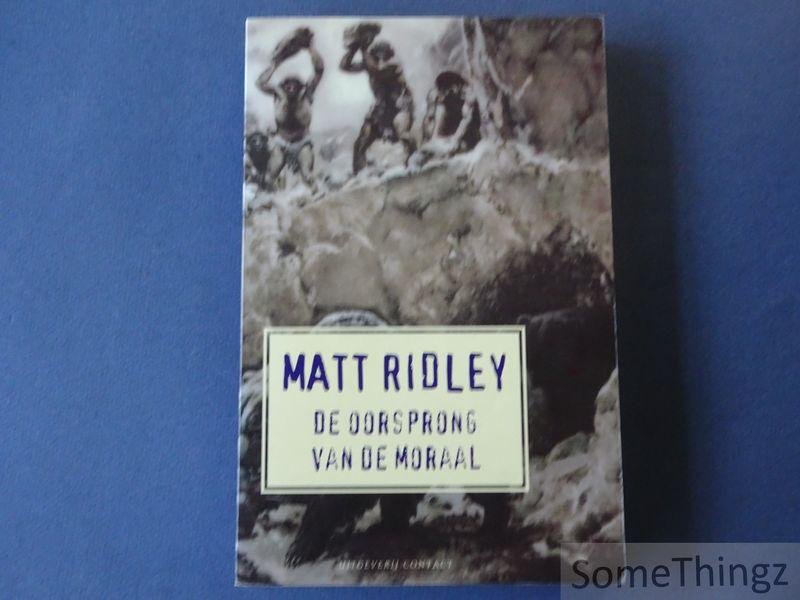 MATT RIDLEY
DE OORSPRONG
VAN DE MORAAL
UITGEVERIJ CONTACT
SomeThingz